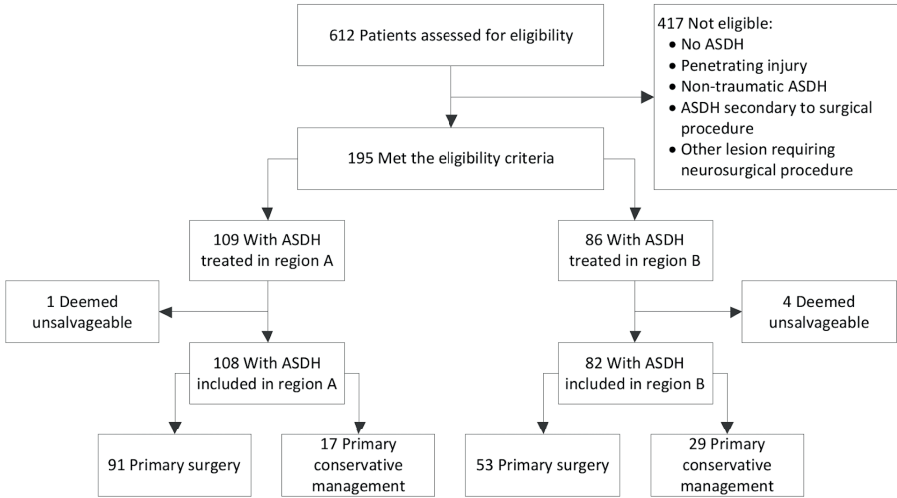 612 Patients assessed for eligibility
417 Not eligible:
● No ASDH
● Penetrating injury
● Non-traumatic ASDH
● ASDH secondary to surgical
procedure
● Other lesion requiring
neurosurgical procedure
195 Met the eligibility criteria
109 With ASDH
treated in region A
86 With ASDH
treated in region B
1 Deemed
unsalvageable
4 Deemed
unsalvageable
108 With ASDH
included in region A
82 With ASDH
included in region B
91 Primary surgery
17 Primary
conservative
management
53 Primary surgery
29 Primary
conservative
management